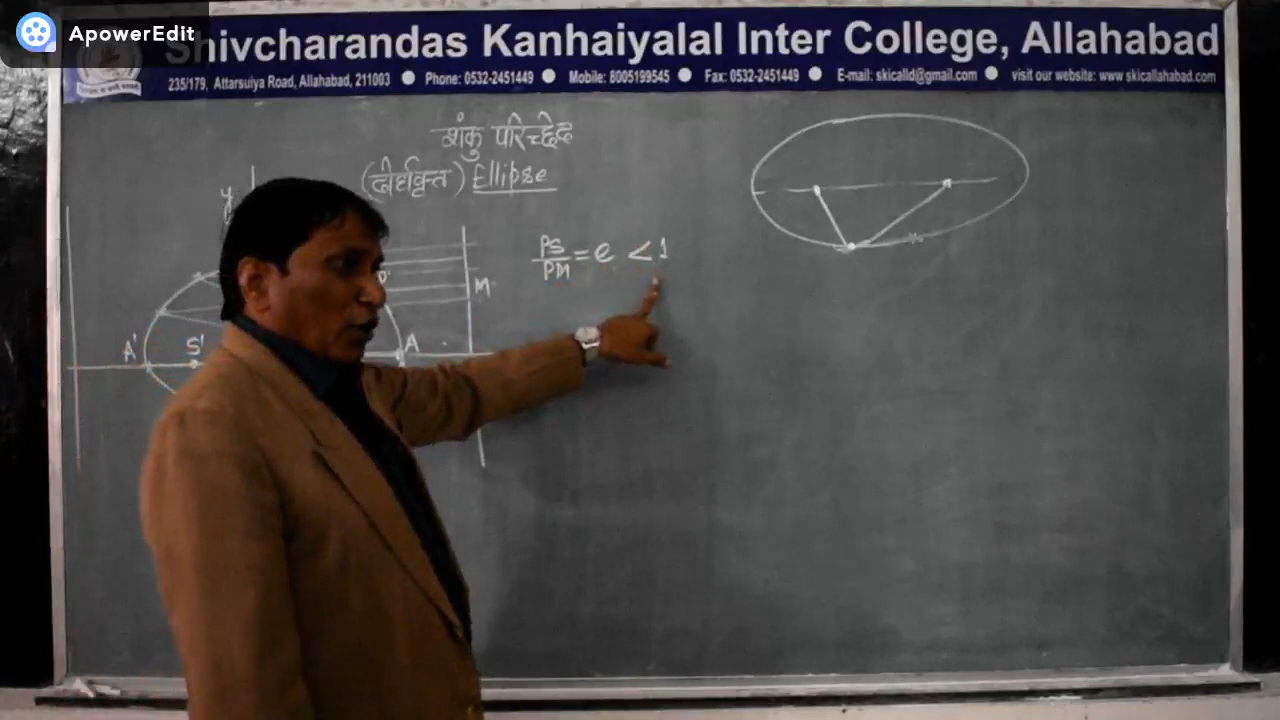 ApowerEdit
Shivcharandas Kanhaiyalal Inter College, Allahabad
235/179, Attarsuiya Road, Allahabad, 211003 ● Phone: 0532-2451449 ● Mobile: 8005199545 ● Fax: 0532-2451449 ● E-mail: skicalld@gmail.com ● visit our website: www.skicallahabad.com
शंकु परिच्छेद
(दीर्घवृत्त) Ellipse
y
PS/PM = e < 1
M
A' S' A